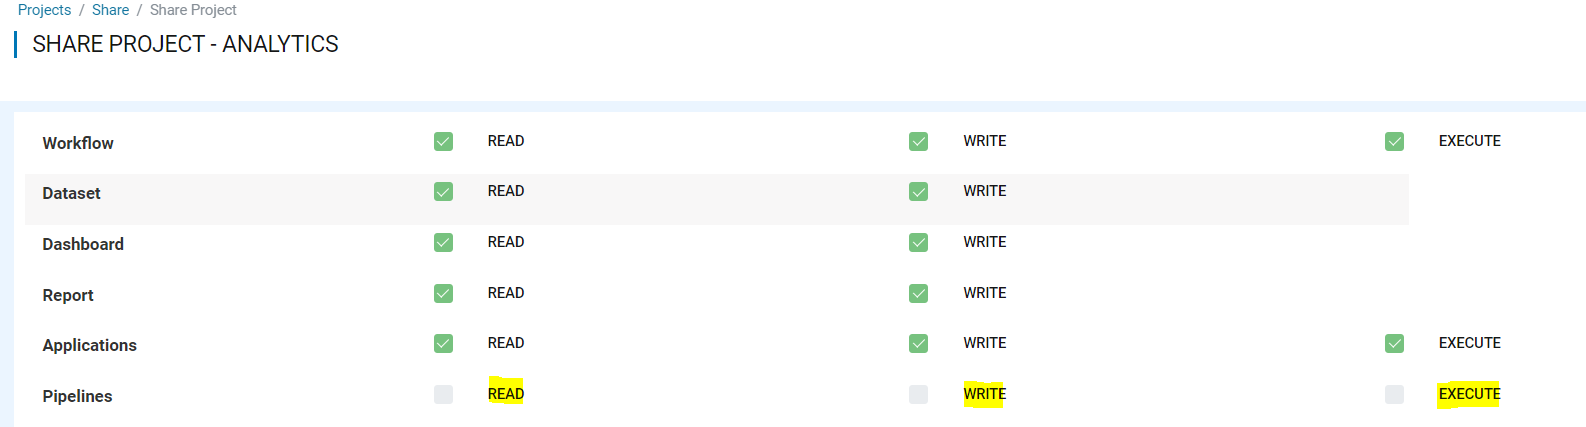 Projects / Share / Share Project
SHARE PROJECT - ANALYTICS
Workflow READ WRITE EXECUTE
Dataset READ WRITE
Dashboard READ WRITE
Report READ WRITE
Applications READ WRITE EXECUTE
Pipelines READ WRITE EXECUTE